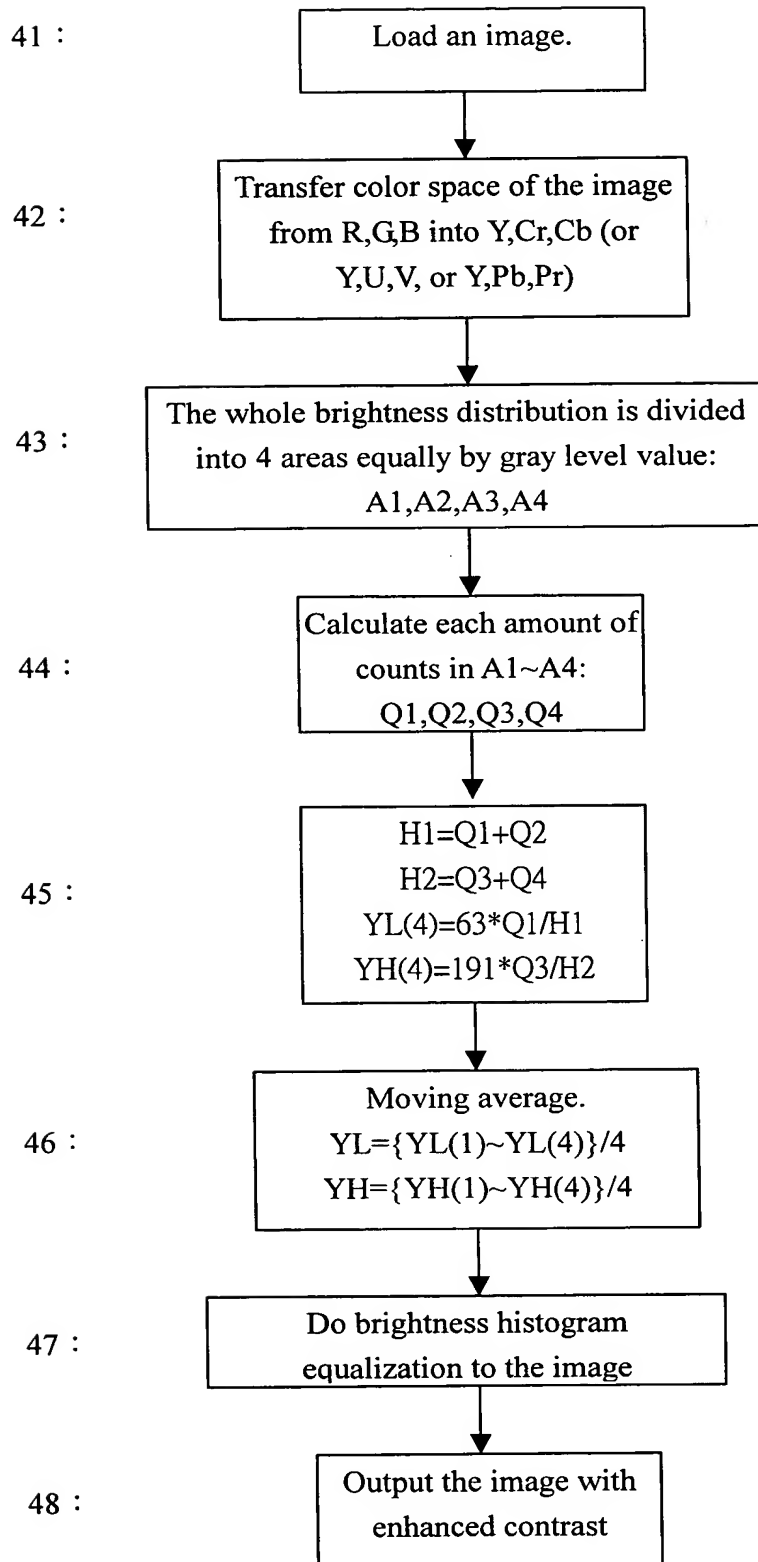 41 :
Load an image.
42 :
Transfer color space of the image
from R,G,B into Y,Cr,Cb (or
Y,U,V, or Y,Pb,Pr)
43 :
The whole brightness distribution is divided
into 4 areas equally by gray level value:
A1,A2,A3,A4
44 :
Calculate each amount of
counts in A1~A4:
Q1,Q2,Q3,Q4
45 :
H1=Q1+Q2
H2=Q3+Q4
YL(4)=63*Q1/H1
YH(4)=191*Q3/H2
46 :
Moving average.
YL={YL(1)~YL(4)}/4
YH={YH(1)~YH(4)}/4
47 :
Do brightness histogram
equalization to the image
48 :
Output the image with
enhanced contrast